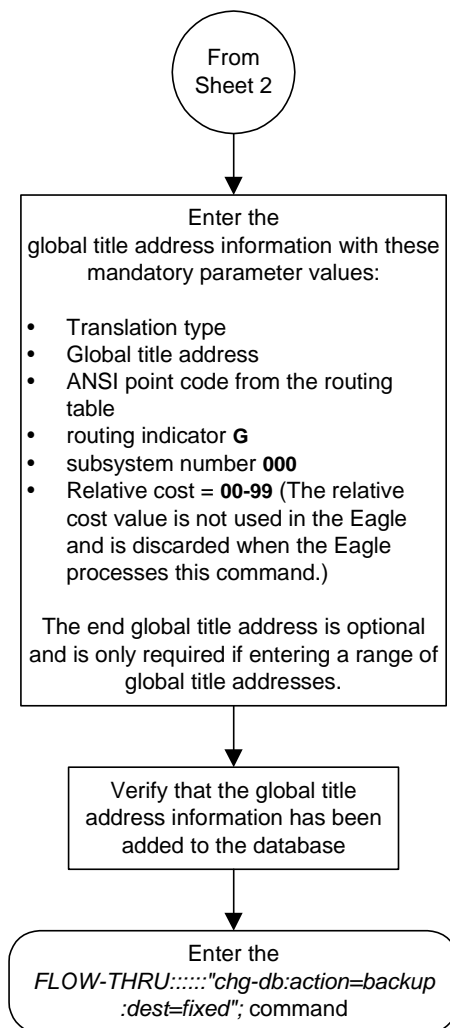 From
Sheet 2
Enter the
global title address information with these
mandatory parameter values:
• Translation type
• Global title address
• ANSI point code from the routing
table
• routing indicator G
• subsystem number 000
• Relative cost = 00-99 (The relative
cost value is not used in the Eagle
and is discarded when the Eagle
processes this command.)
The end global title address is optional
and is only required if entering a range of
global title addresses.
Verify that the global title
address information has been
added to the database
Enter the
FLOW-THRU::::::"chg-db:action=backup
:dest=fixed"; command